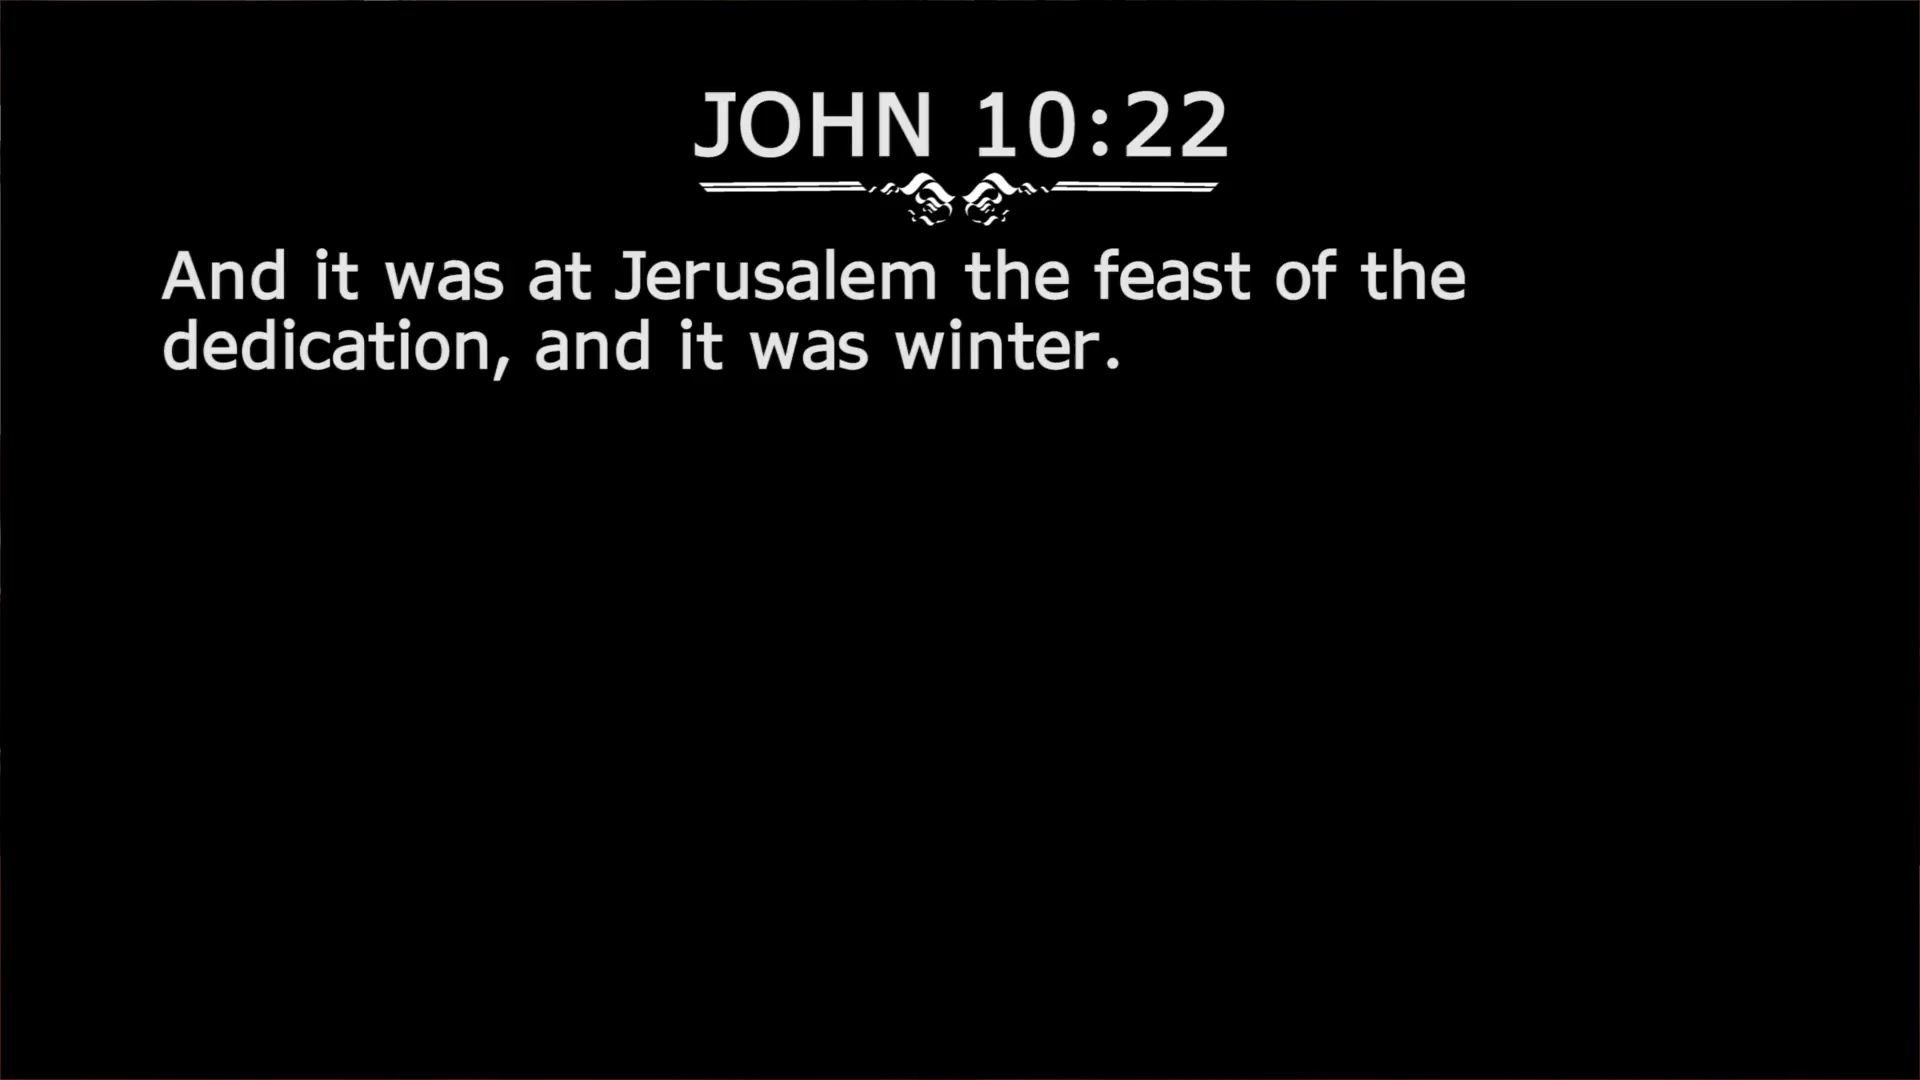 JOHN 10:22
And it was at Jerusalem the feast of the
dedication, and it was winter.